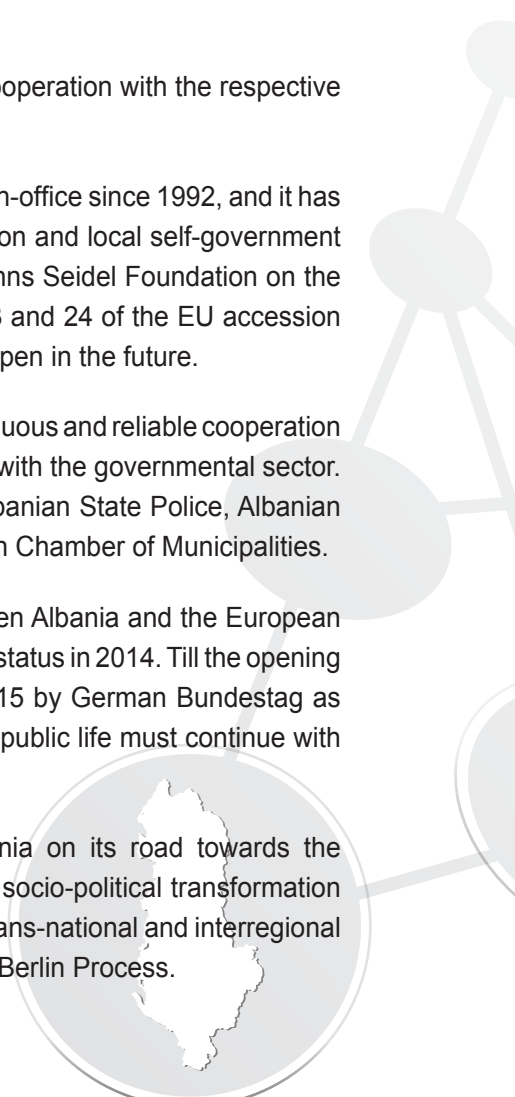 ooperation with the respective
n-office since 1992, and it has
on and local self-government
nns Seidel Foundation on the
and 24 of the EU accession
pen in the future.
uous and reliable cooperation
with the governmental sector.
banian State Police, Albanian
n Chamber of Municipalities.
en Albania and the European
status in 2014. Till the opening
15 by German Bundestag as
public life must continue with
nia on its road towards the
socio-political transformation
ans-national and interregional
Berlin Process.